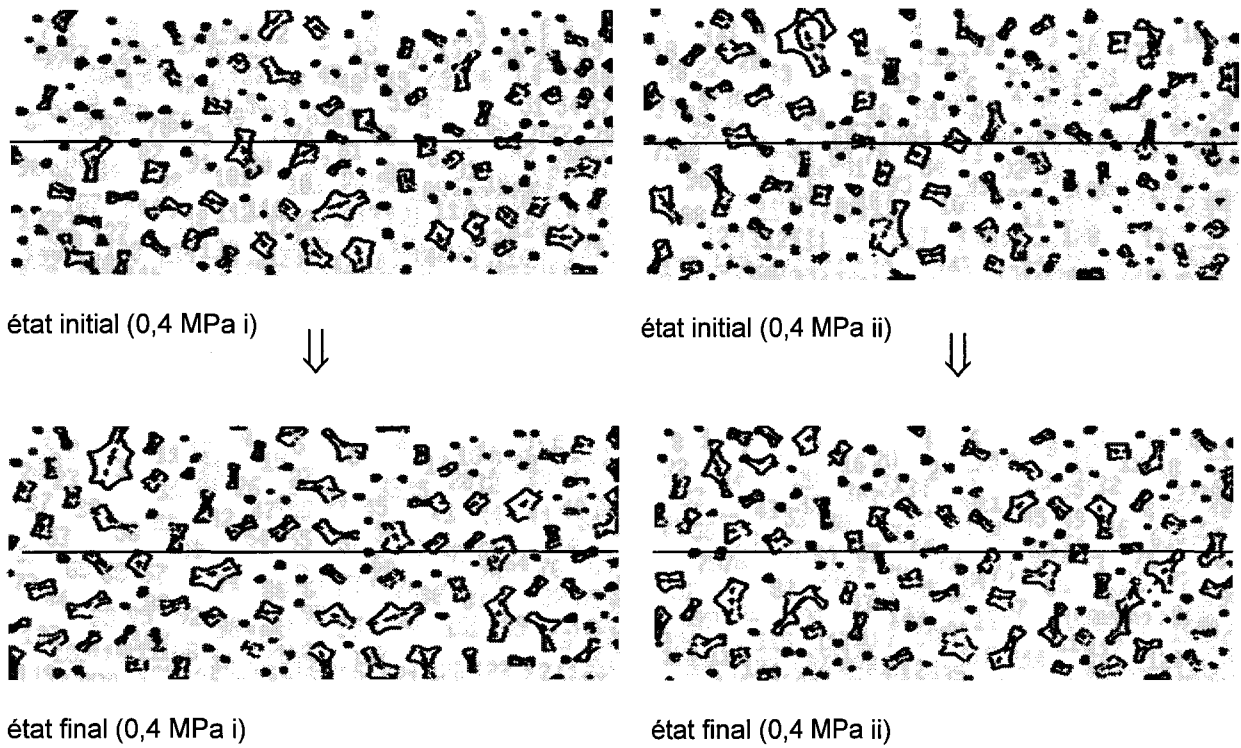 état initial (0,4 MPa i)
état initial (0,4 MPa ii)
état final (0,4 MPa i)
état final (0,4 MPa ii)